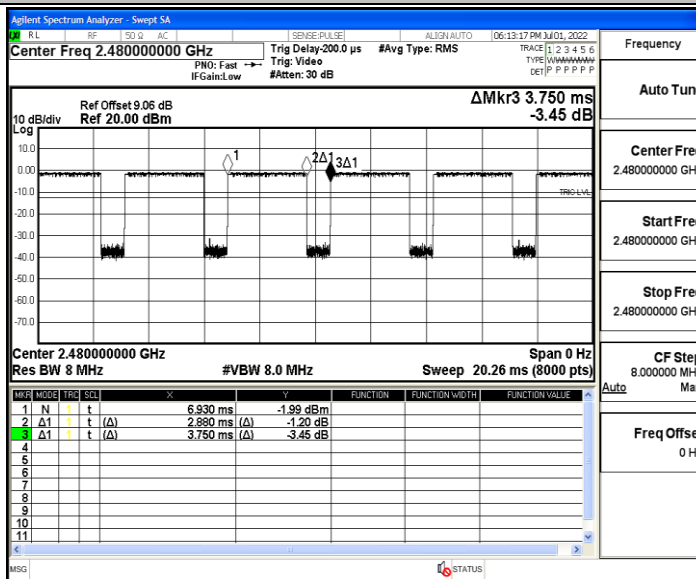 Agilent Spectrum Analyzer - Swept SA
LXI RL RF 50 Ω AC SENSE:PULSE ALIGN AUTO 06:13:17 PM Jul 01, 2022
Center Freq 2.480000000 GHz
PNO: Fast
IFGain:Low
Trig Delay-200.0 µs
Trig: Video
#Atten: 30 dB
#Avg Type: RMS
TRACE 1 2 3 4 5 6
TYPE
DET P P P P P P
ΔMkr3 3.750 ms
-3.45 dB
Ref Offset 9.06 dB
10 dB/div Ref 20.00 dBm
Log
10.0
0.00
-10.0
-20.0
-30.0
-40.0
-50.0
-60.0
-70.0
1
2Δ1
3Δ1
TRIG LVL
Center 2.480000000 GHz Span 0 Hz
Res BW 8 MHz #VBW 8.0 MHz Sweep 20.26 ms (8000 pts)
MKR MODE TRC SCL X Y FUNCTION FUNCTION WIDTH FUNCTION VALUE
1 N 1 t 6.930 ms -1.99 dBm
2 Δ1 1 t (Δ) 2.880 ms (Δ) -1.20 dB
3 Δ1 1 t (Δ) 3.750 ms (Δ) -3.45 dB
4
5
6
7
8
9
10
11
MSG STATUS
Frequency
Auto Tun
Center Fre
2.480000000 GH
Start Fre
2.480000000 GH
Stop Fre
2.480000000 GH
CF Step
8.000000 MH
Auto Ma
Freq Offse
0 H